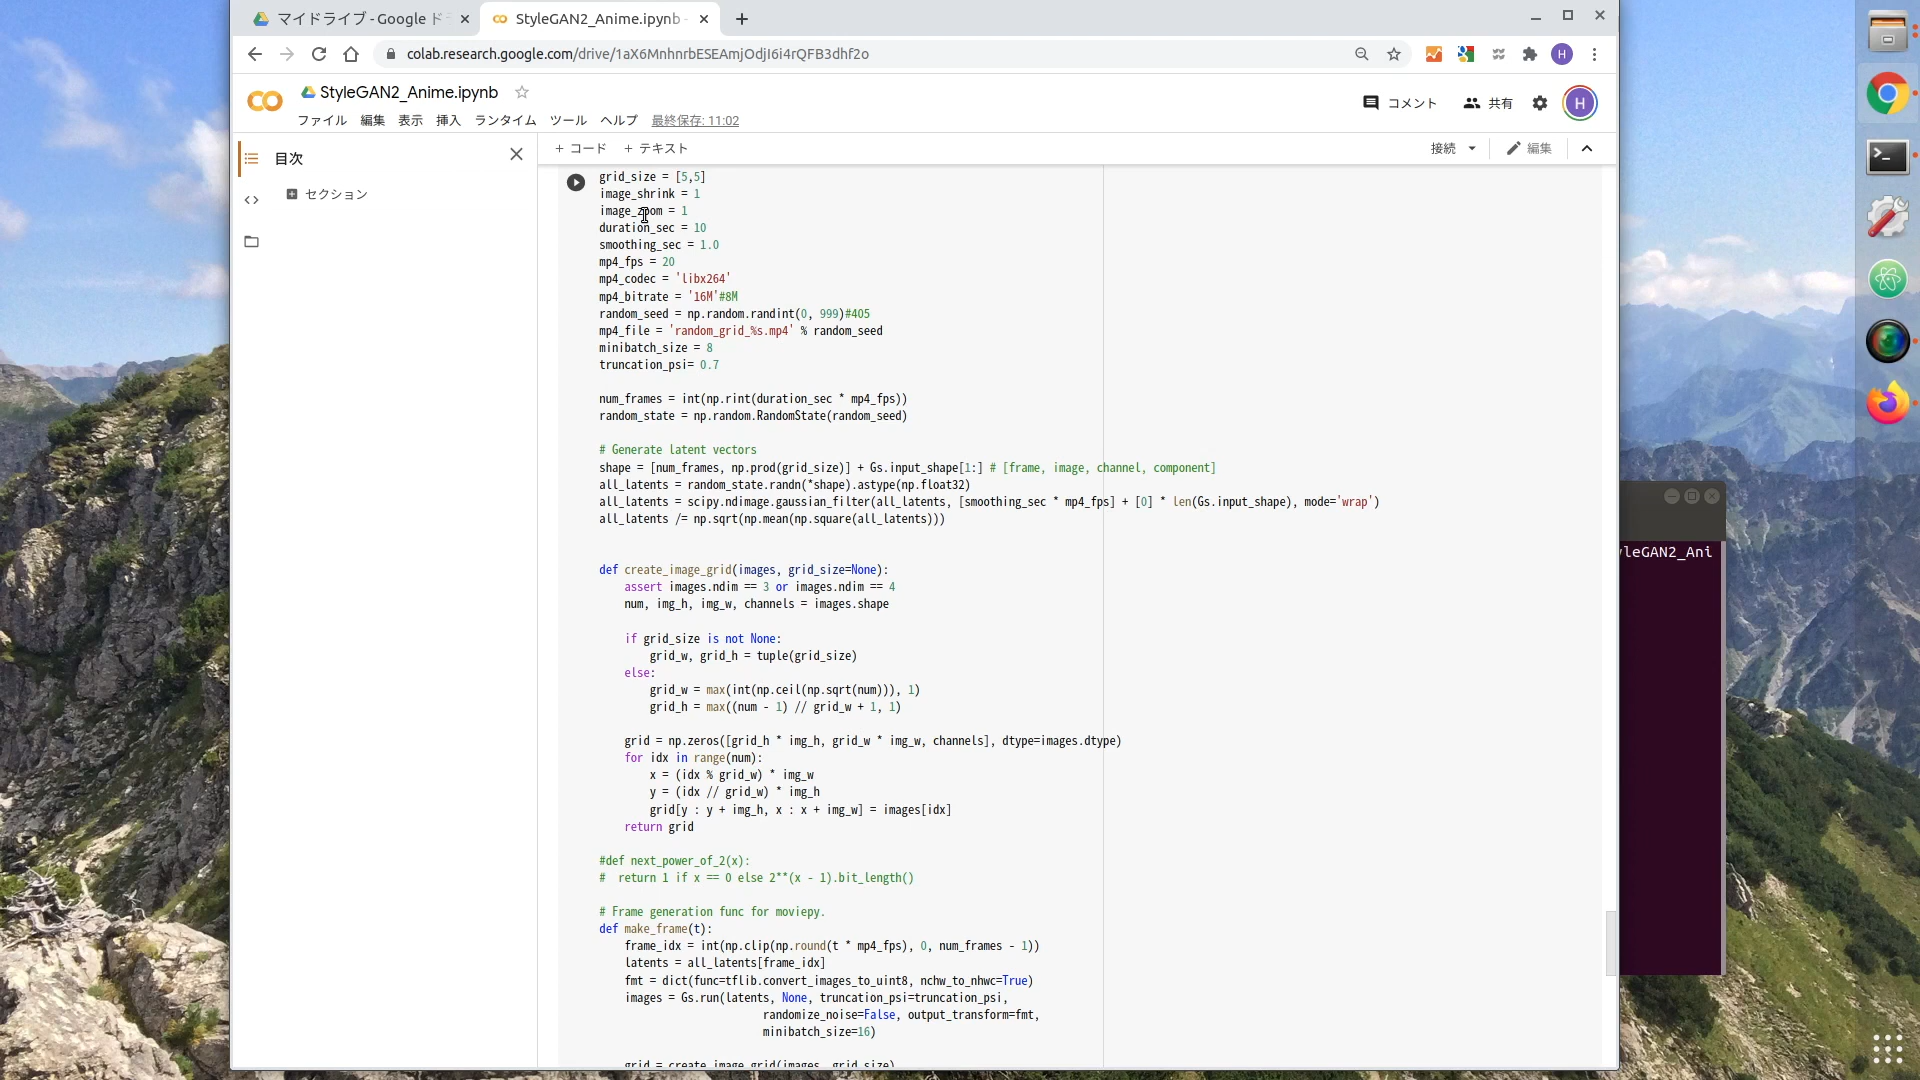 マイドライブ - Google ド
StyleGAN2_Anime.ipynb -
colab.research.google.com/drive/1aX6MnhnrbESEAmjOdjI6i4rQFB3dhf2o
H
StyleGAN2_Anime.ipynb
コメント
共有
H
ファイル 編集 表示 挿入 ランタイム ツール ヘルプ 最終保存: 11:02
目次
+ コード + テキスト
接続
編集
セクション
grid_size = [5,5]
image_shrink = 1
image_zoom = 1
duration_sec = 10
smoothing_sec = 1.0
mp4_fps = 20
mp4_codec = 'libx264'
mp4_bitrate = '16M'#8M
random_seed = np.random.randint(0, 999)#405
mp4_file = 'random_grid_%s.mp4' % random_seed
minibatch_size = 8
truncation_psi= 0.7
num_frames = int(np.rint(duration_sec * mp4_fps))
random_state = np.random.RandomState(random_seed)
# Generate latent vectors
shape = [num_frames, np.prod(grid_size)] + Gs.input_shape[1:] # [frame, image, channel, component]
all_latents = random_state.randn(*shape).astype(np.float32)
all_latents = scipy.ndimage.gaussian_filter(all_latents, [smoothing_sec * mp4_fps] + [0] * len(Gs.input_shape), mode='wrap')
all_latents /= np.sqrt(np.mean(np.square(all_latents)))
def create_image_grid(images, grid_size=None):
    assert images.ndim == 3 or images.ndim == 4
    num, img_h, img_w, channels = images.shape
    if grid_size is not None:
        grid_w, grid_h = tuple(grid_size)
    else:
        grid_w = max(int(np.ceil(np.sqrt(num))), 1)
        grid_h = max((num - 1) // grid_w + 1, 1)
    grid = np.zeros([grid_h * img_h, grid_w * img_w, channels], dtype=images.dtype)
    for idx in range(num):
        x = (idx % grid_w) * img_w
        y = (idx // grid_w) * img_h
        grid[y : y + img_h, x : x + img_w] = images[idx]
    return grid
#def next_power_of_2(x):
#  return 1 if x == 0 else 2**(x - 1).bit_length()
# Frame generation func for moviepy.
def make_frame(t):
    frame_idx = int(np.clip(np.round(t * mp4_fps), 0, num_frames - 1))
    latents = all_latents[frame_idx]
    fmt = dict(func=tflib.convert_images_to_uint8, nchw_to_nhwc=True)
    images = Gs.run(latents, None, truncation_psi=truncation_psi,
                          randomize_noise=False, output_transform=fmt,
                          minibatch_size=16)
    grid = create_image_grid(images, grid_size)
yleGAN2_Ani